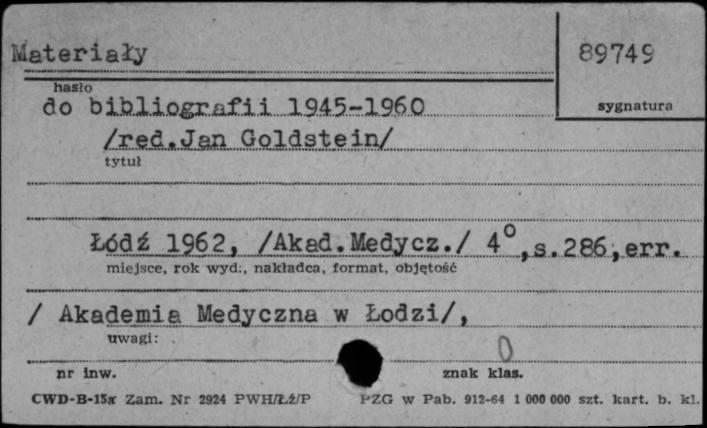 Materiały 89749
hasło
do bibliografii 1945-1960 sygnatura
/red.Jan Goldstein/
tytuł
Łódź 1962, /Akad.Medycz./ 4°,s.286,err.
miejsce, rok wyd., nakładca, format, objętość
/ Akademia Medyczna w Łodzi/,
uwagi: 0
nr inw. znak klas.
CWD-B-15x Zam. Nr 2924 PWH/Łź/P PZG w Pab. 912-64 1 000 000 szt. kart. b. kl.